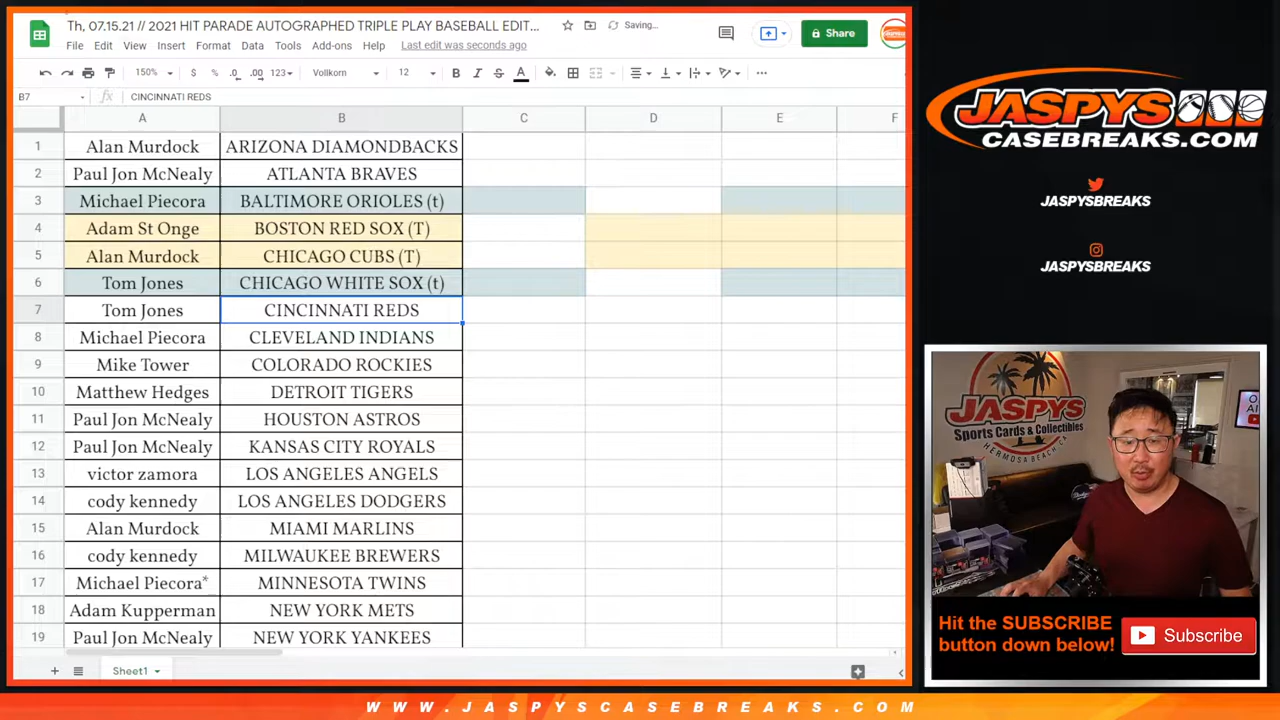 Th, 07.15.21 // 2021 HIT PARADE AUTOGRAPHED TRIPLE PLAY BASEBALL EDIT...
Saving...
File Edit View Insert Format Data Tools Add-ons Help Last edit was seconds ago
Share
150% $ % .0 .00 123 Vollkorn 12 B I S A
B7 fx CINCINNATI REDS
A B C D E F
1 Alan Murdock ARIZONA DIAMONDBACKS
2 Paul Jon McNealy ATLANTA BRAVES
3 Michael Piecora BALTIMORE ORIOLES (t)
4 Adam St Onge BOSTON RED SOX (T)
5 Alan Murdock CHICAGO CUBS (T)
6 Tom Jones CHICAGO WHITE SOX (t)
7 Tom Jones CINCINNATI REDS
8 Michael Piecora CLEVELAND INDIANS
9 Mike Tower COLORADO ROCKIES
10 Matthew Hedges DETROIT TIGERS
11 Paul Jon McNealy HOUSTON ASTROS
12 Paul Jon McNealy KANSAS CITY ROYALS
13 victor zamora LOS ANGELES ANGELS
14 cody kennedy LOS ANGELES DODGERS
15 Alan Murdock MIAMI MARLINS
16 cody kennedy MILWAUKEE BREWERS
17 Michael Piecora* MINNESOTA TWINS
18 Adam Kupperman NEW YORK METS
19 Paul Jon McNealy NEW YORK YANKEES
Sheet1
JASPYS
CASEBREAKS.COM
JASPYSBREAKS
JASPYSBREAKS
JASPYS
Sports Cards & Collectibles
HERMOSA BEACH CA
Hit the SUBSCRIBE
button down below!
Subscribe
WWW.JASPYSCASEBREAKS.COM